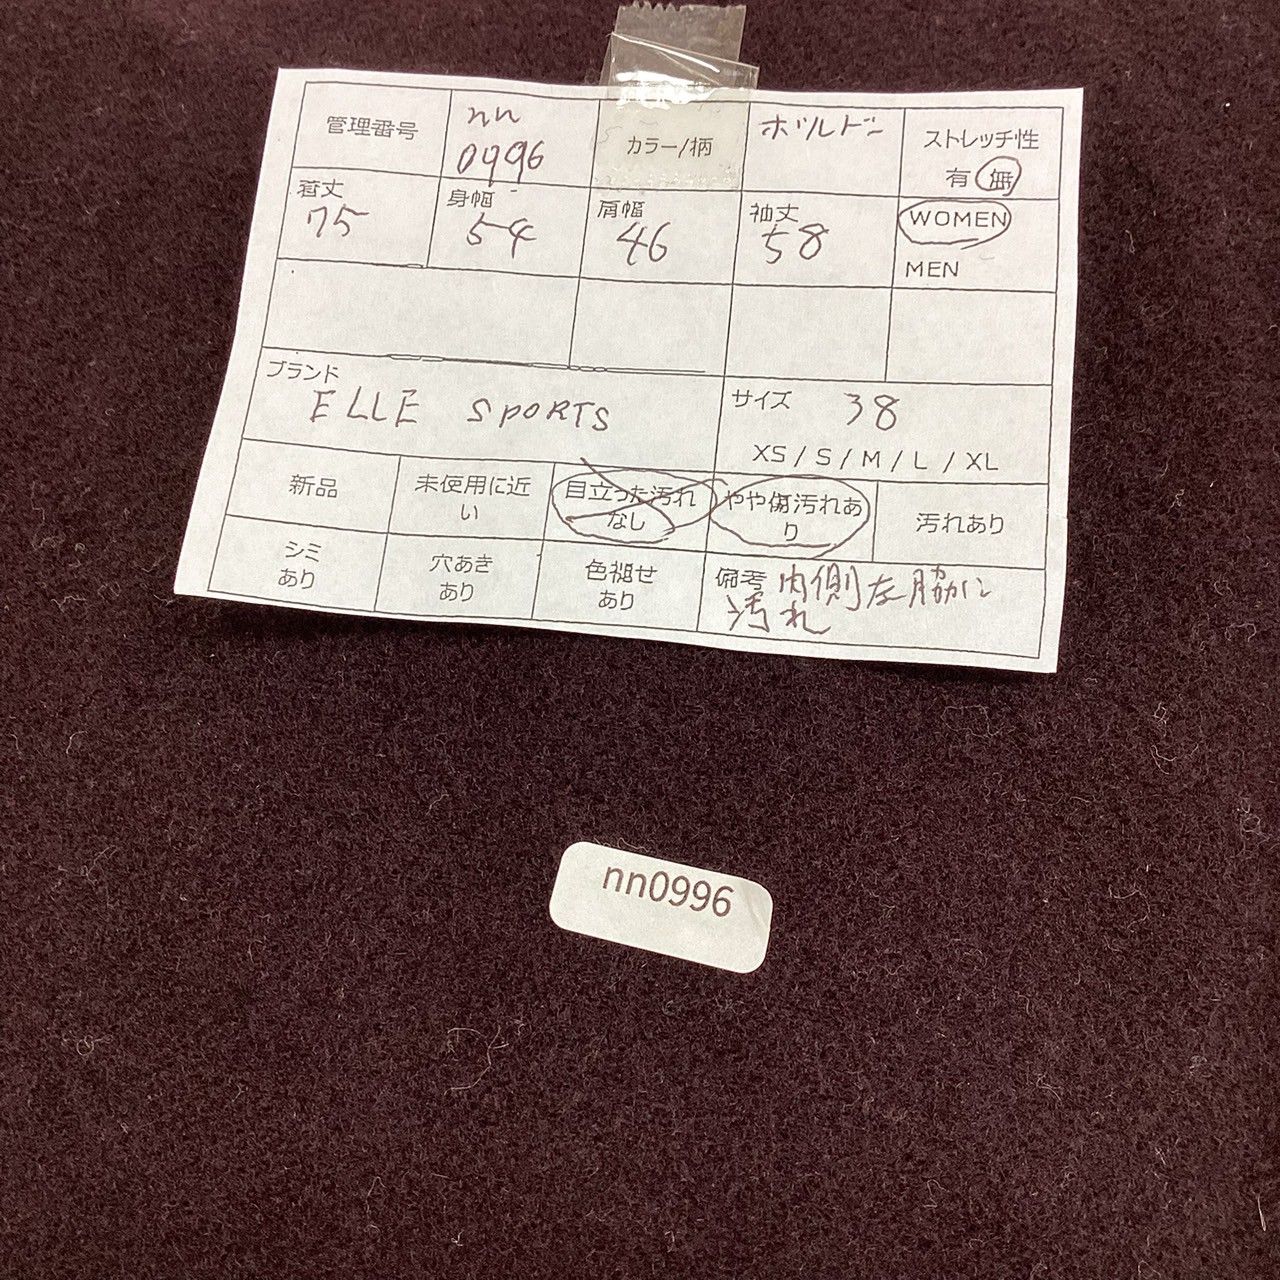 管理番号
nn
0996
カラー/柄
ボルドー
ストレッチ性
有 無
着丈
75
身幅
54
肩幅
46
袖丈
58
WOMEN
MEN
ブランド
ELLE SPORTS
サイズ 38
XS / S / M / L / XL
新品
未使用に近
い
目立った汚れ
なし
やや傷汚れあ
り
汚れあり
シミ
あり
穴あき
あり
色褪せ
あり
備考 内側左脇に
汚れ
nn0996